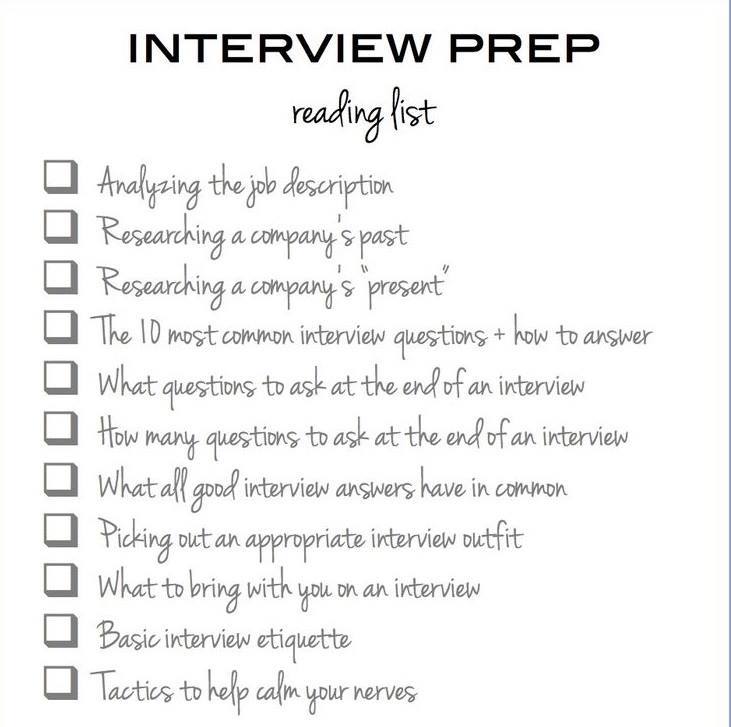 INTERVIEW PREP
reading list
Analyzing the job description
Researching a company's past
Researching a company's "present"
The 10 most common interview questions + how to answer
What questions to ask at the end of an interview
How many questions to ask at the end of an interview
What all good interview answers have in common
Picking out an appropriate interview outfit
What to bring with you on an interview
Basic interview etiquette
Tactics to help calm your nerves